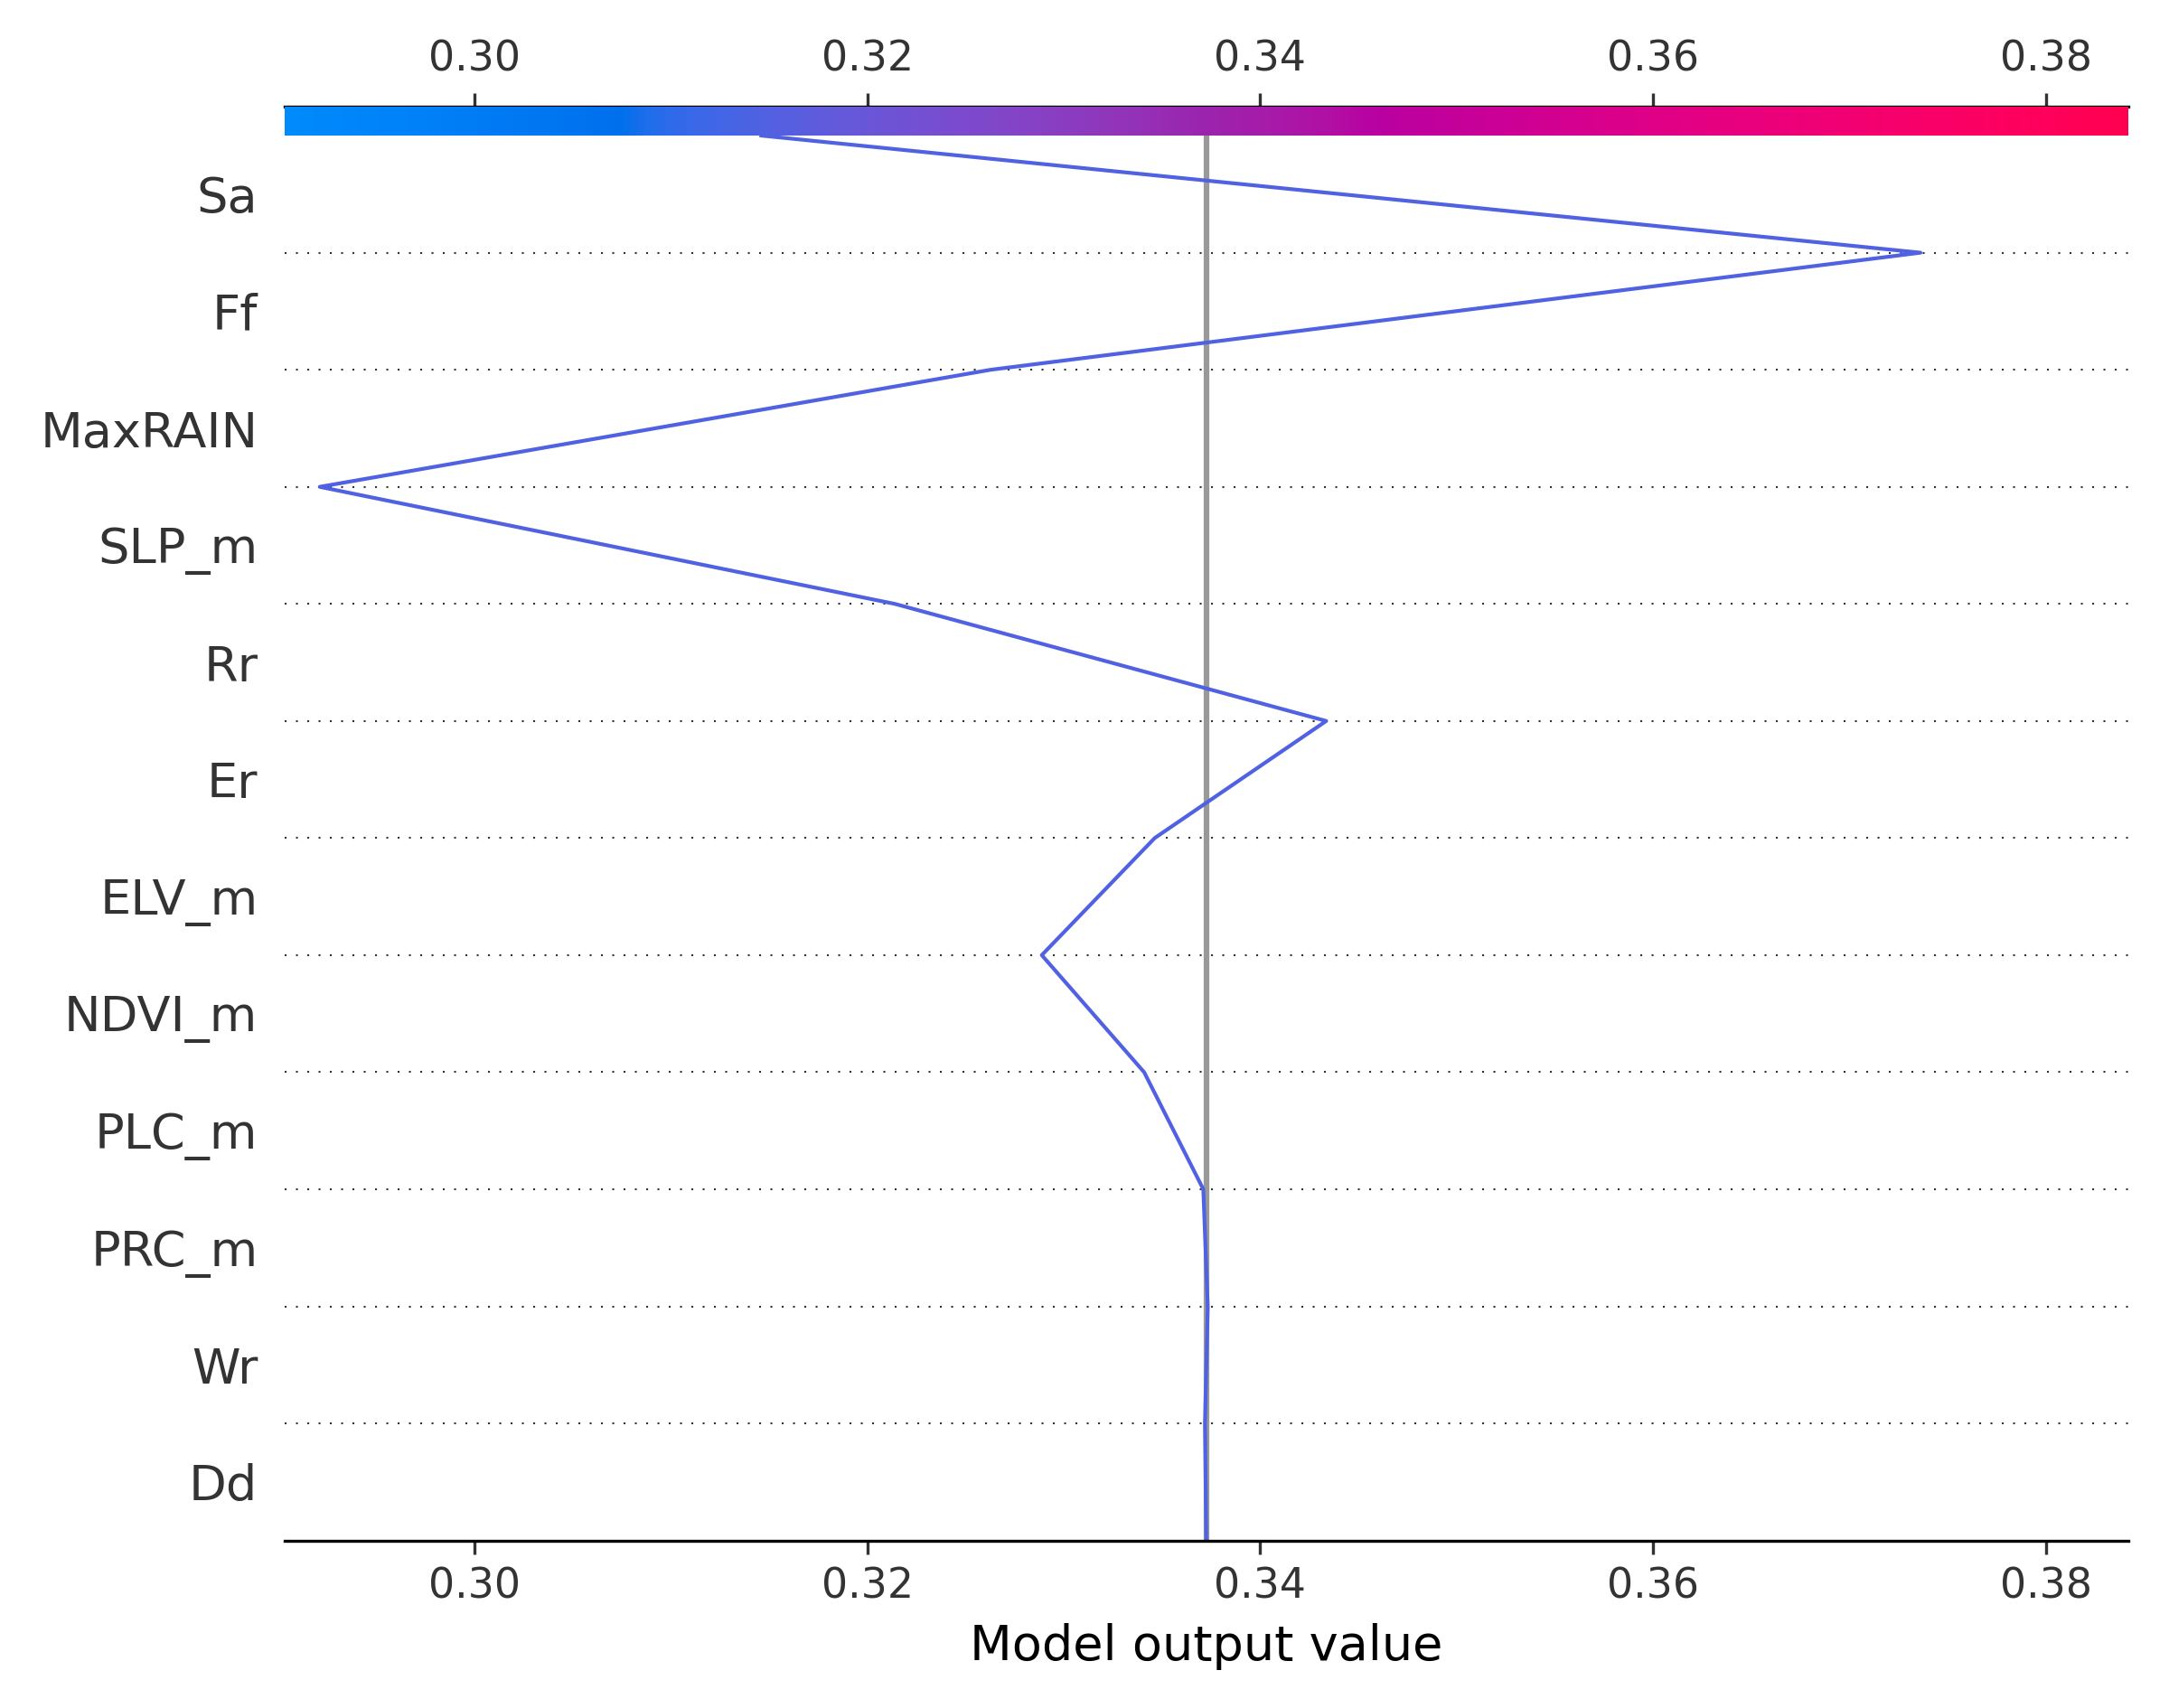 0.30 0.32 0.34 0.36 0.38
Sa
Ff
MaxRAIN
SLP_m
Rr
Er
ELV_m
NDVI_m
PLC_m
PRC_m
Wr
Dd
0.30 0.32 0.34 0.36 0.38
Model output value